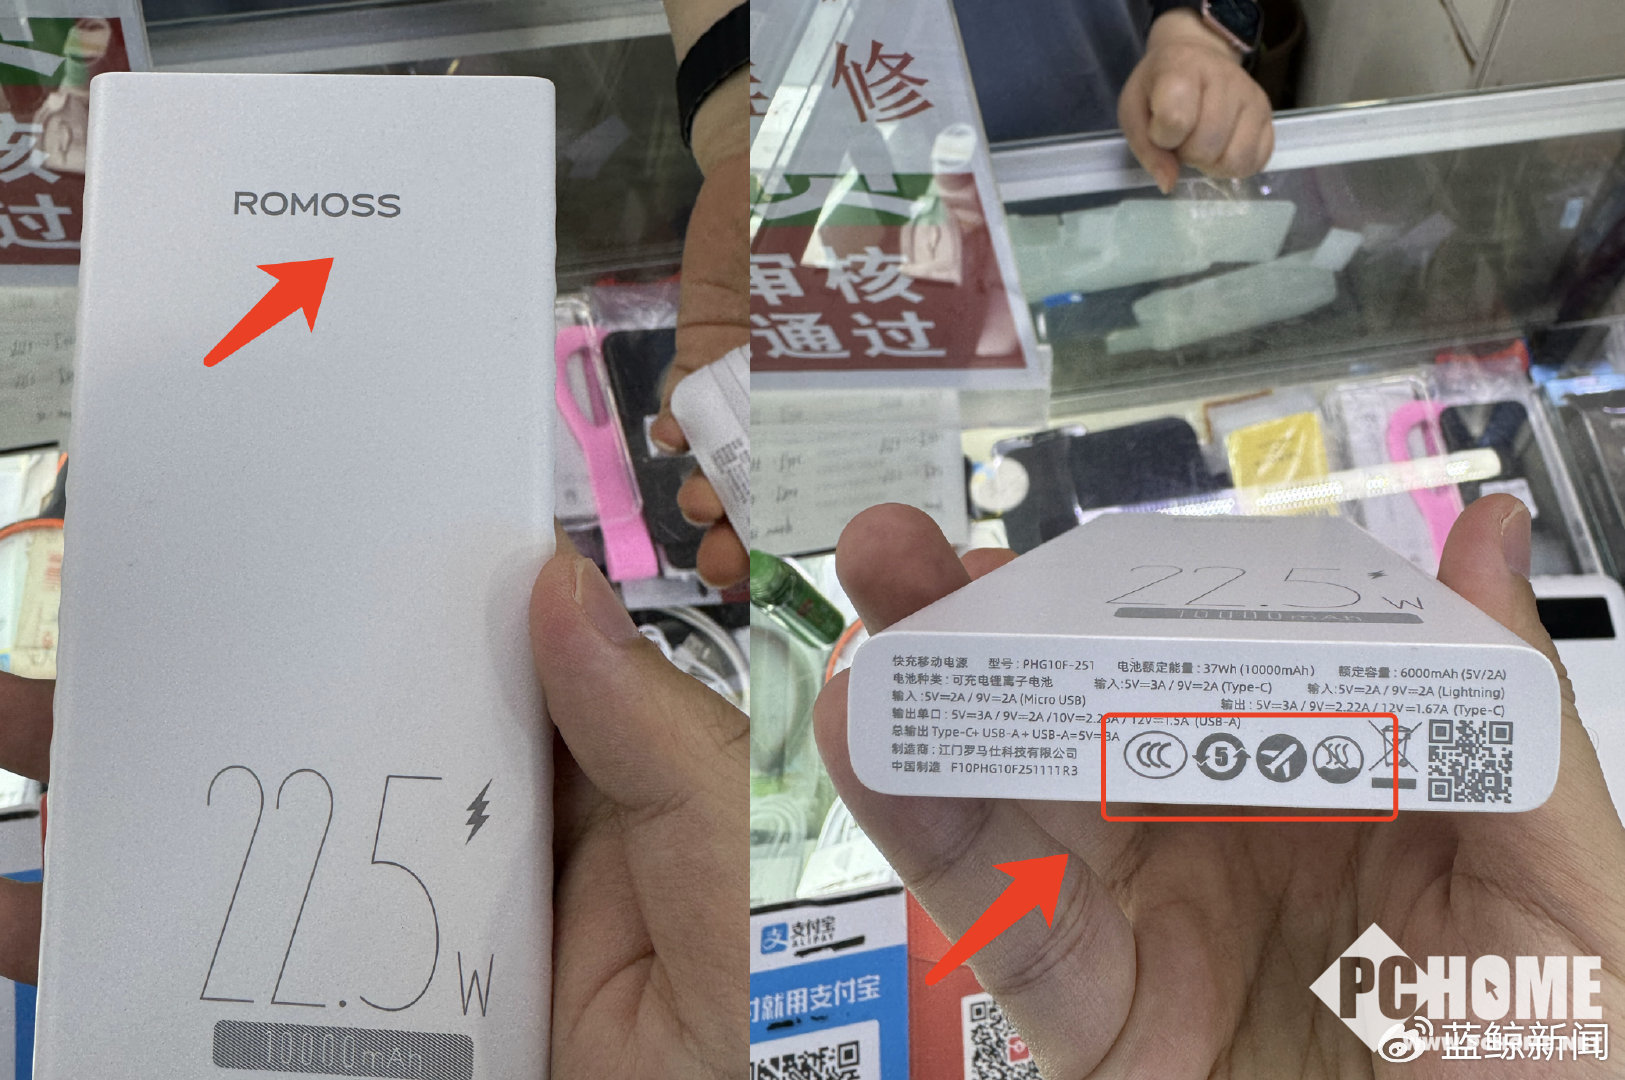 核
过
ROMOSS
22.5W
10000mAh
修
审核
通过
22.5W
10000mAh
快充移动电源 型号：PHG10F-251 电池额定能量：37Wh (10000mAh) 额定容量：6000mAh (5V/2A)
电池种类：可充电锂离子电池 输入:5V=3A / 9V=2A (Type-C) 输入:5V=2A / 9V=2A (Lightning)
输入：5V=2A / 9V=2A (Micro USB) 输出：5V=3A / 9V=2.22A / 12V=1.67A (Type-C)
输出单口：5V=3A / 9V=2A /10V=2.25A / 12V=1.5A (USB-A)
总输出 Type-C+ USB-A + USB-A=5V=3A
制造商：江门罗马仕科技有限公司
中国制造 F10PHG10F251111R3
CCC
5
支付宝
ALIPAY
就用支付宝
PCHOME
蓝鲸新闻